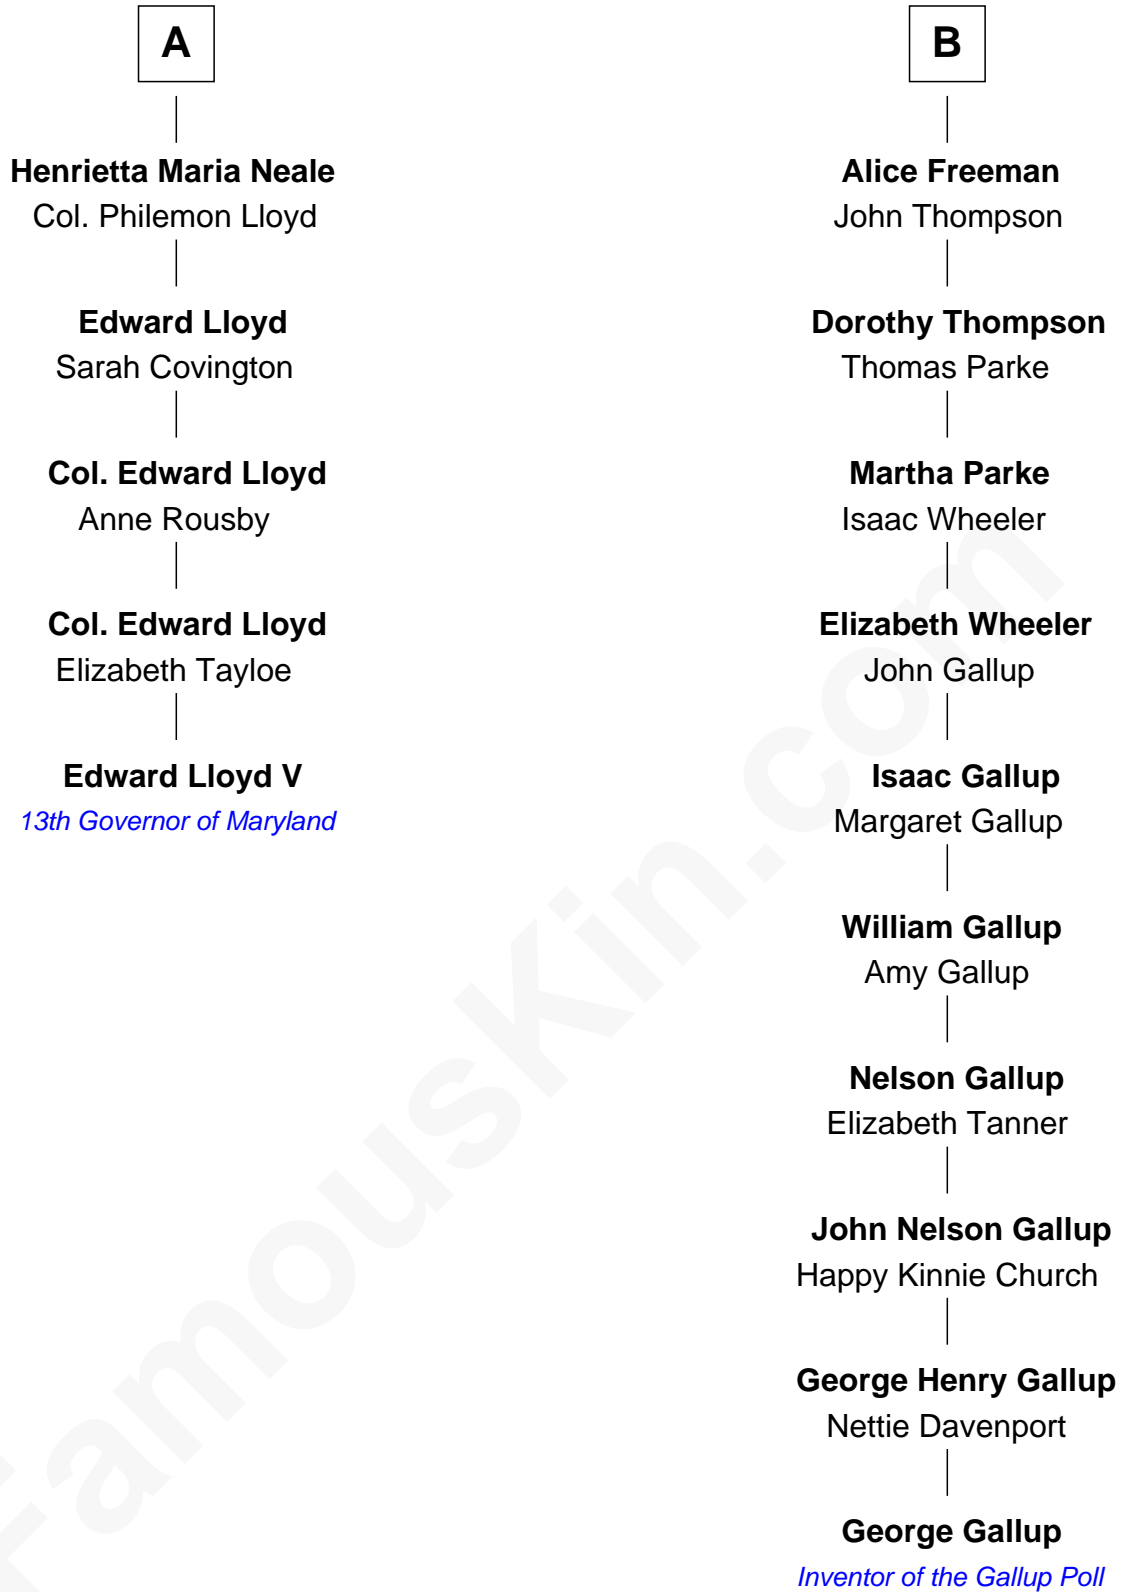 A
Henrietta Maria Neale
Col. Philemon Lloyd
Edward Lloyd
Sarah Covington
Col. Edward Lloyd
Anne Rousby
Col. Edward Lloyd
Elizabeth Tayloe
Edward Lloyd V
13th Governor of Maryland
B
Alice Freeman
John Thompson
Dorothy Thompson
Thomas Parke
Martha Parke
Isaac Wheeler
Elizabeth Wheeler
John Gallup
Isaac Gallup
Margaret Gallup
William Gallup
Amy Gallup
Nelson Gallup
Elizabeth Tanner
John Nelson Gallup
Happy Kinnie Church
George Henry Gallup
Nettie Davenport
George Gallup
Inventor of the Gallup Poll
FamousKin.com